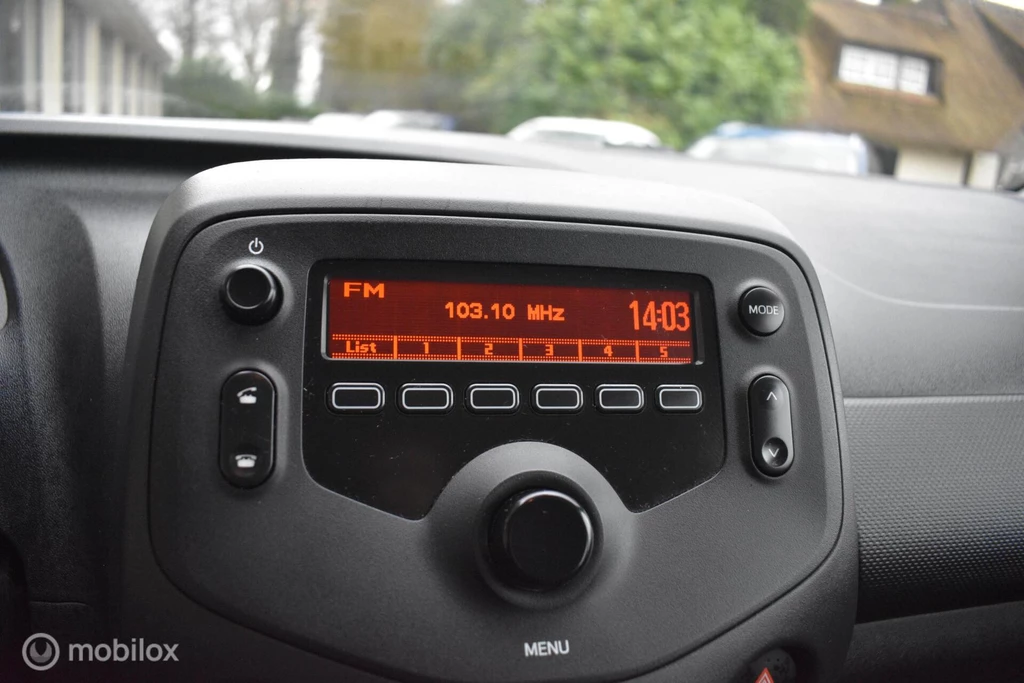 FM
103.10 MHz
14:03
MODE
List 1 2 3 4 5
MENU
mobilox